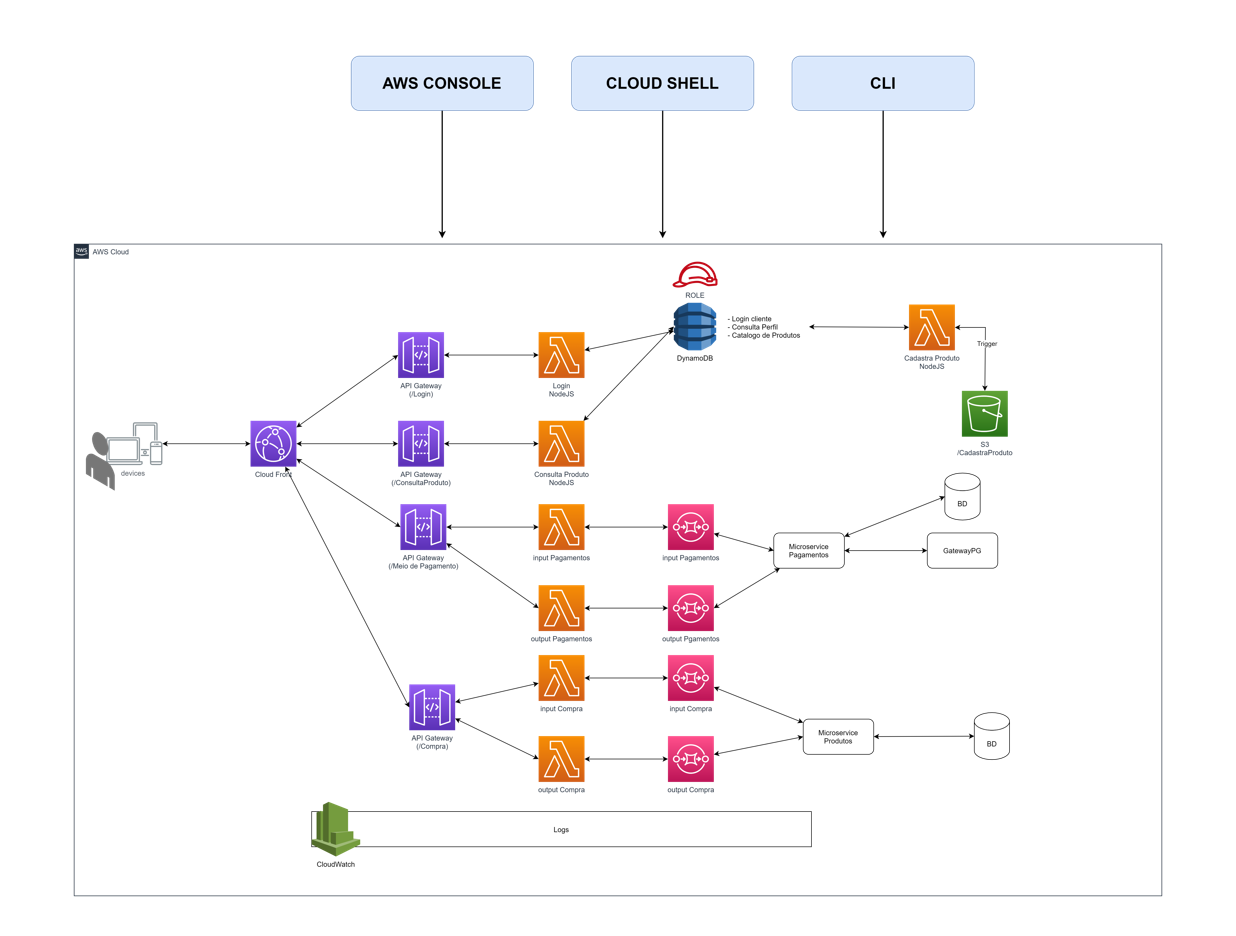 AWS CONSOLE
CLOUD SHELL
CLI
aws
AWS Cloud
ROLE
- Login cliente
- Consulta Perfil
- Catalogo de Produtos
DynamoDB
Cadastra Produto
NodeJS
Trigger
S3
/CadastraProduto
API Gateway
(/Login)
Login
NodeJS
devices
Cloud Front
API Gateway
(/ConsultaProduto)
Consulta Produto
NodeJS
API Gateway
(/Meio de Pagamento)
input Pagamentos
input Pagamentos
Microservice
Pagamentos
BD
GatewayPG
output Pagamentos
output Pgamentos
API Gateway
(/Compra)
input Compra
input Compra
Microservice
Produtos
BD
output Compra
output Compra
Logs
CloudWatch